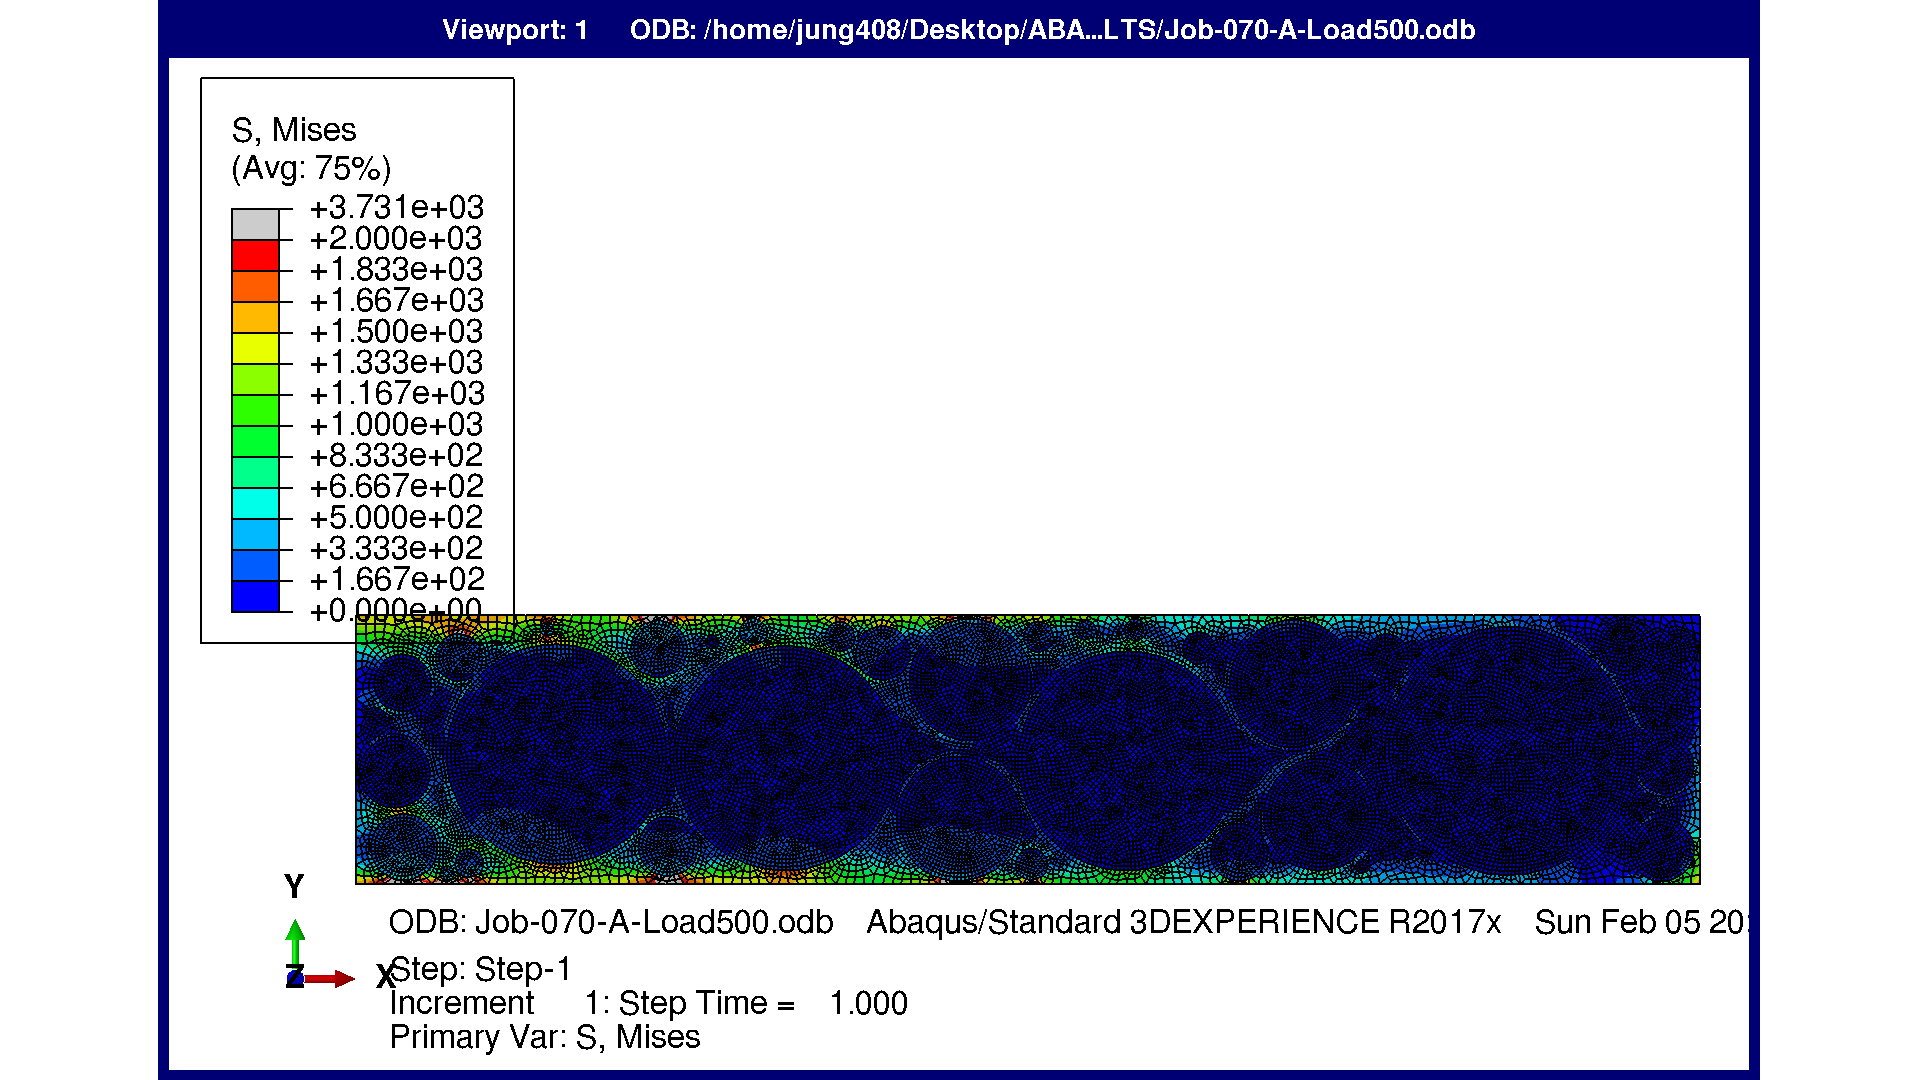 Viewport: 1 ODB: /home/jung408/Desktop/ABA...LTS/Job-070-A-Load500.odb
S, Mises
(Avg: 75%)
+3.731e+03
+2.000e+03
+1.833e+03
+1.667e+03
+1.500e+03
+1.333e+03
+1.167e+03
+1.000e+03
+8.333e+02
+6.667e+02
+5.000e+02
+3.333e+02
+1.667e+02
+0.000e+00
Y
Z
X
ODB: Job-070-A-Load500.odb Abaqus/Standard 3DEXPERIENCE R2017x Sun Feb 05 20
Step: Step-1
Increment 1: Step Time = 1.000
Primary Var: S, Mises